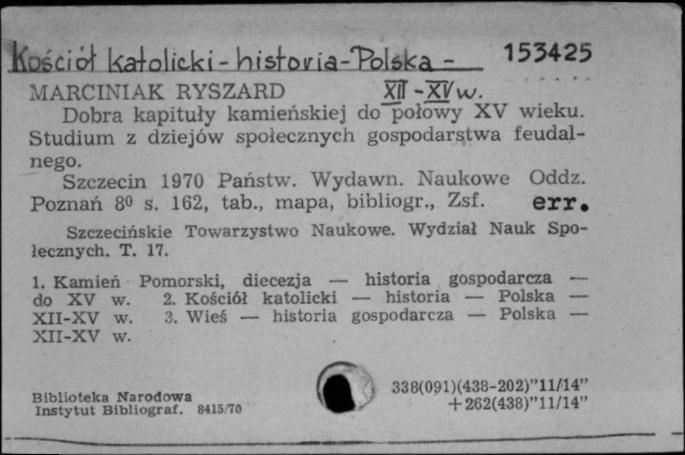 Kościół katolicki - historia - Polska - 153425
MARCINIAK RYSZARD XII - XV w.
Dobra kapituły kamieńskiej do połowy XV wieku.
Studium z dziejów społecznych gospodarstwa feudal-
nego.
Szczecin 1970 Państw. Wydawn. Naukowe Oddz.
Poznań 8⁰ s. 162, tab., mapa, bibliogr., Zsf. err.
Szczecińskie Towarzystwo Naukowe. Wydział Nauk Spo-
łecznych. T. 17.
1. Kamień Pomorski, diecezja — historia gospodarcza —
do XV w. 2. Kościół katolicki — historia — Polska —
XII-XV w. 3. Wieś — historia gospodarcza — Polska —
XII-XV w.
338(091)(438-202)"11/14"
Biblioteka Narodowa
+262(438)"11/14"
Instytut Bibliograf. 8415/70